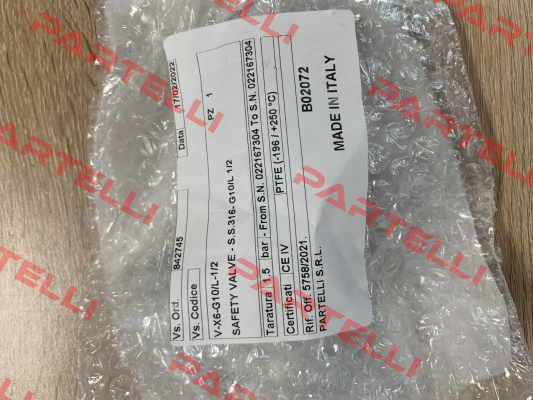 Vs. Ord. 842745 Data: 17/02/2022
Vs. Codice
V-X6-G10/L-1/2 PZ 1
SAFETY VALVE - S.S.316- G10/L 1/2
Taratura 1.5 bar - From S.N. 022167304 To S.N. 022167304
Certificati CE IV PTFE (-196 / +250 °C)
Rif. Off. 5758/2021.
PARTELLI S.R.L. B02072
MADE IN ITALY
PARTELLI
PARTELLI
PARTELLI
PARTELLI
PARTELLI